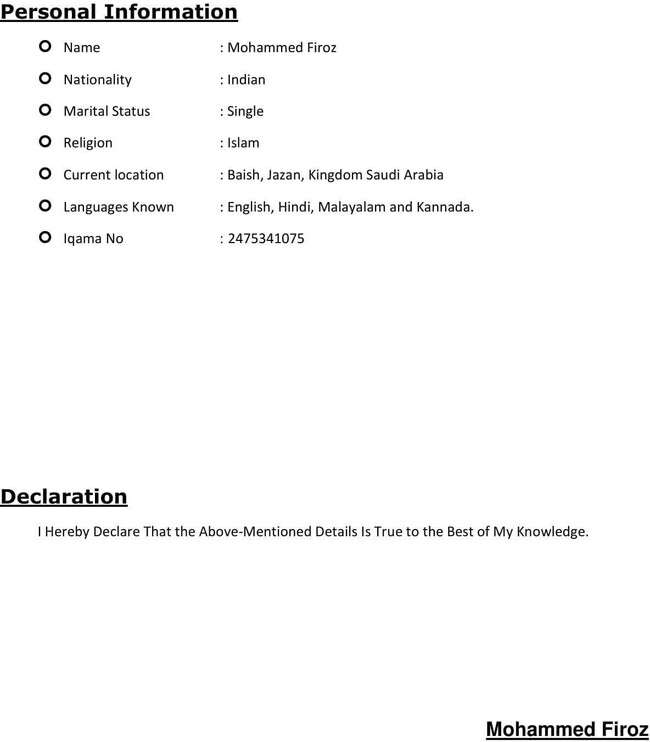 Personal Information
Name : Mohammed Firoz
Nationality : Indian
Marital Status : Single
Religion : Islam
Current location : Baish, Jazan, Kingdom Saudi Arabia
Languages Known : English, Hindi, Malayalam and Kannada.
Iqama No : 2475341075
Declaration
I Hereby Declare That the Above-Mentioned Details Is True to the Best of My Knowledge.
Mohammed Firoz